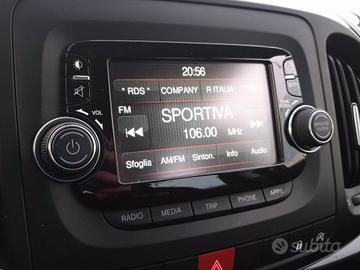 20:56
* RDS * COMPANY R ITALIA
FM
SPORTIVA
106.00 MHz
Sfoglia AM/FM Sinton. Info Audio
VOL
RADIO MEDIA TRIP PHONE APPS
subito